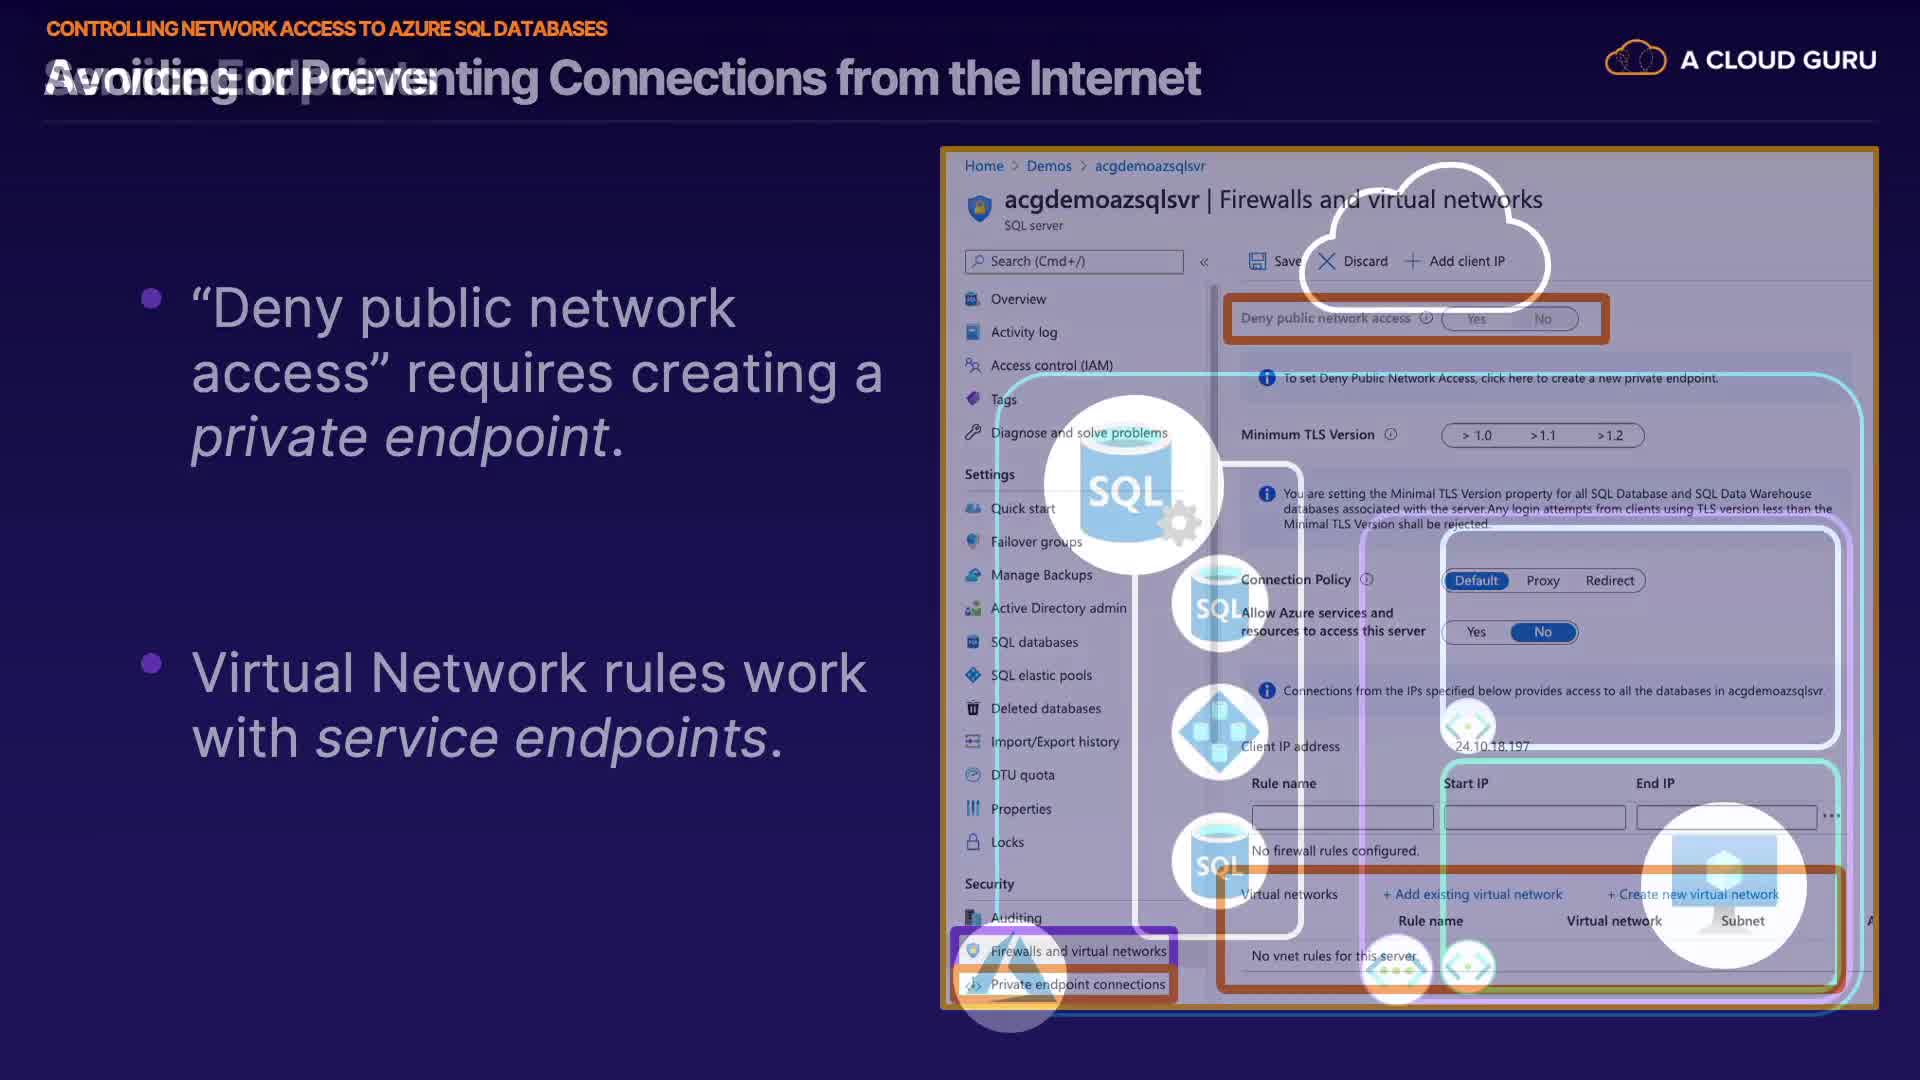 CONTROLLING NETWORK ACCESS TO AZURE SQL DATABASES
Avoiding or Preventing Connections from the Internet
A CLOUD GURU
“Deny public network
access” requires creating a
private endpoint.
Virtual Network rules work
with service endpoints.
Home > Demos > acgdemoazsqlsvr
acgdemoazsqlsvr | Firewalls and virtual networks
SQL server
Search (Cmd+/)
«
Save
Discard
Add client IP
Overview
Activity log
Access control (IAM)
Tags
Diagnose and solve problems
Settings
Quick start
Failover groups
Manage Backups
Active Directory admin
SQL databases
SQL elastic pools
Deleted databases
Import/Export history
DTU quota
Properties
Locks
Security
Auditing
Firewalls and virtual networks
Private endpoint connections
Deny public network access
Yes No
To set Deny Public Network Access, click here to create a new private endpoint.
Minimum TLS Version
> 1.0 >1.1 >1.2
You are setting the Minimal TLS Version property for all SQL Database and SQL Data Warehouse
databases associated with the server.Any login attempts from clients using TLS version less than the
Minimal TLS Version shall be rejected.
Connection Policy
Default Proxy Redirect
Allow Azure services and
resources to access this server
Yes No
Connections from the IPs specified below provides access to all the databases in acgdemoazsqlsvr.
Client IP address
24.10.18.197
Rule name Start IP End IP
No firewall rules configured.
Virtual networks + Add existing virtual network + Create new virtual network
Rule name Virtual network Subnet
No vnet rules for this server.
SQL
SQL
SQL